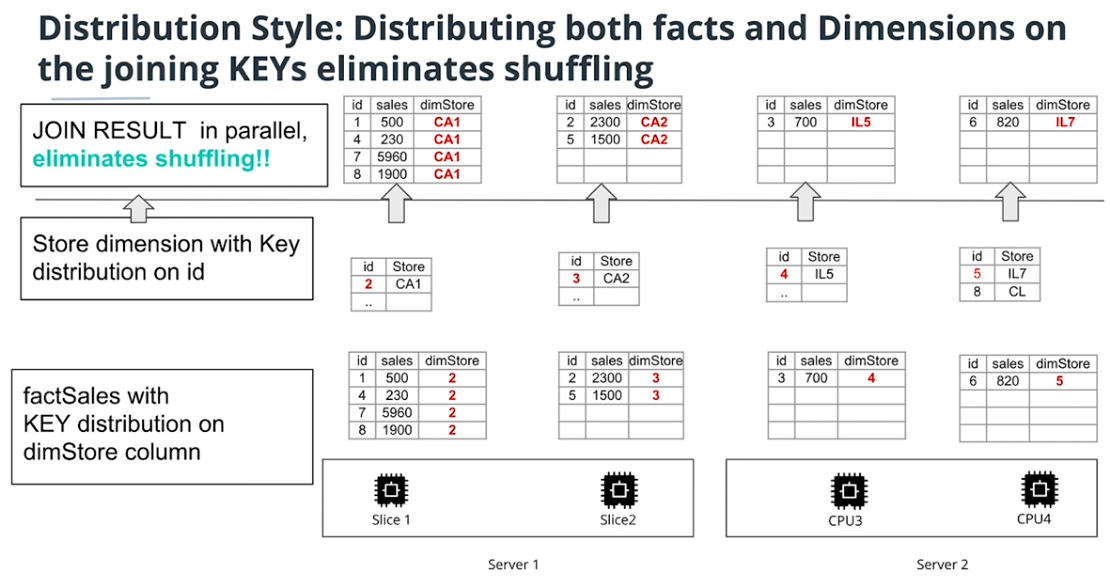 Distribution Style: Distributing both facts and Dimensions on
the joining KEYs eliminates shuffling
JOIN RESULT in parallel,
eliminates shuffling!!
id sales dimStore
1 500 CA1
4 230 CA1
7 5960 CA1
8 1900 CA1
id sales dimStore
2 2300 CA2
5 1500 CA2
id sales dimStore
3 700 IL5
id sales dimStore
6 820 IL7
Store dimension with Key
distribution on id
id Store
2 CA1
..
id Store
3 CA2
..
id Store
4 IL5
..
id Store
5 IL7
8 CL
factSales with
KEY distribution on
dimStore column
id sales dimStore
1 500 2
4 230 2
7 5960 2
8 1900 2
id sales dimStore
2 2300 3
5 1500 3
id sales dimStore
3 700 4
id sales dimStore
6 820 5
Slice 1
Slice2
CPU3
CPU4
Server 1
Server 2